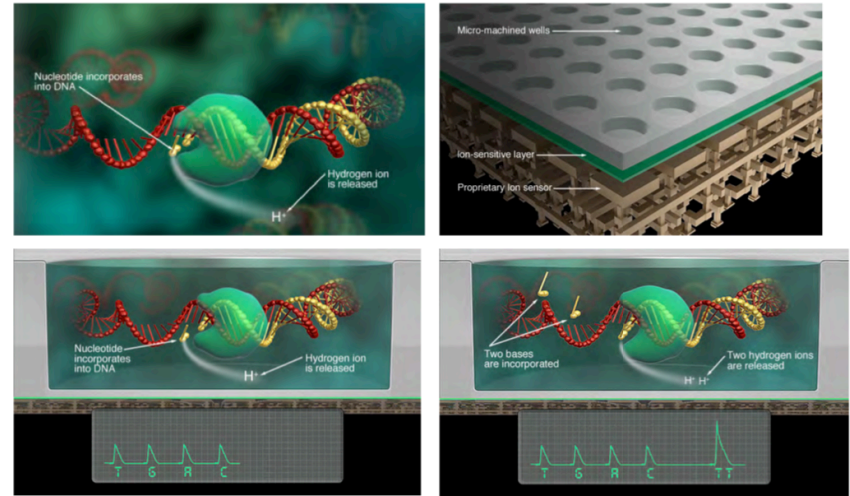 Nucleotide incorporates
into DNA
Hydrogen ion
is released
H+
Micro-machined wells
Ion-sensitive layer
Proprietary Ion sensor
Nucleotide
incorporates
into DNA
Hydrogen ion
is released
H+
T G A C
Two bases
are incorporated
Two hydrogen ions
are released
H+ H+
T G A C TT